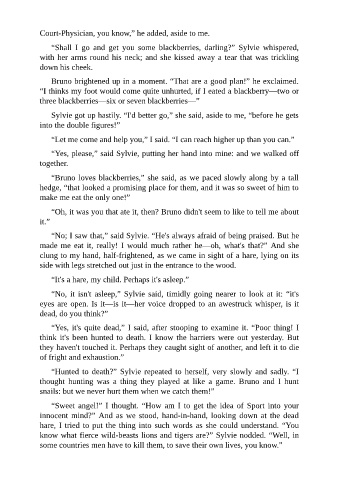 Court-Physician, you know,” he added, aside to me.
“Shall I go and get you some blackberries, darling?” Sylvie whispered,
with her arms round his neck; and she kissed away a tear that was trickling
down his cheek.
Bruno brightened up in a moment. “That are a good plan!” he exclaimed.
“I thinks my foot would come quite unhurted, if I eated a blackberry—two or
three blackberries—six or seven blackberries—”
Sylvie got up hastily. “I'd better go,” she said, aside to me, “before he gets
into the double figures!”
“Let me come and help you,” I said. “I can reach higher up than you can.”
“Yes, please,” said Sylvie, putting her hand into mine: and we walked off
together.
“Bruno loves blackberries,” she said, as we paced slowly along by a tall
hedge, “that looked a promising place for them, and it was so sweet of him to
make me eat the only one!”
“Oh, it was you that ate it, then? Bruno didn't seem to like to tell me about
it.”
“No; I saw that,” said Sylvie. “He's always afraid of being praised. But he
made me eat it, really! I would much rather he—oh, what's that?” And she
clung to my hand, half-frightened, as we came in sight of a hare, lying on its
side with legs stretched out just in the entrance to the wood.
“It's a hare, my child. Perhaps it's asleep.”
“No, it isn't asleep,” Sylvie said, timidly going nearer to look at it: “it's
eyes are open. Is it—is it—her voice dropped to an awestruck whisper, is it
dead, do you think?”
“Yes, it's quite dead,” I said, after stooping to examine it. “Poor thing! I
think it's been hunted to death. I know the harriers were out yesterday. But
they haven't touched it. Perhaps they caught sight of another, and left it to die
of fright and exhaustion.”
“Hunted to death?” Sylvie repeated to herself, very slowly and sadly. “I
thought hunting was a thing they played at like a game. Bruno and I hunt
snails: but we never hurt them when we catch them!”
“Sweet angel!” I thought. “How am I to get the idea of Sport into your
innocent mind?” And as we stood, hand-in-hand, looking down at the dead
hare, I tried to put the thing into such words as she could understand. “You
know what fierce wild-beasts lions and tigers are?” Sylvie nodded. “Well, in
some countries men have to kill them, to save their own lives, you know.”